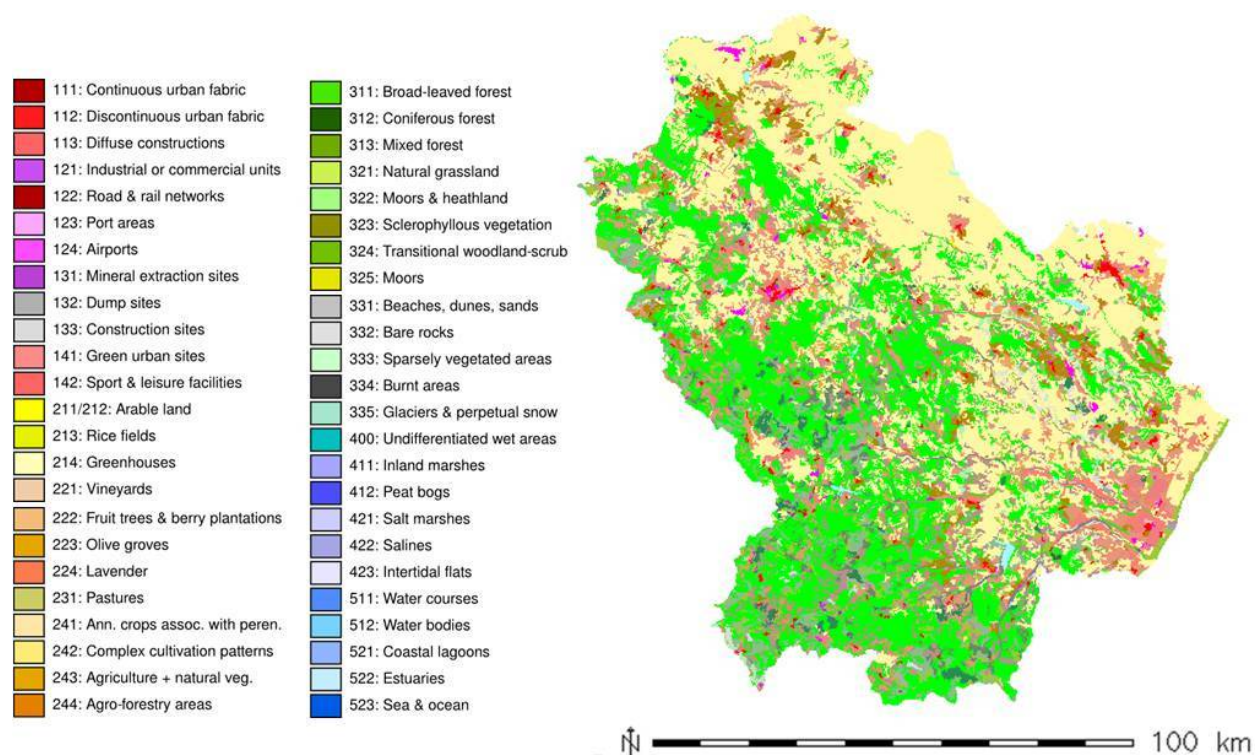 111: Continuous urban fabric
112: Discontinuous urban fabric
113: Diffuse constructions
121: Industrial or commercial units
122: Road & rail networks
123: Port areas
124: Airports
131: Mineral extraction sites
132: Dump sites
133: Construction sites
141: Green urban sites
142: Sport & leisure facilities
211/212: Arable land
213: Rice fields
214: Greenhouses
221: Vineyards
222: Fruit trees & berry plantations
223: Olive groves
224: Lavender
231: Pastures
241: Ann. crops assoc. with peren.
242: Complex cultivation patterns
243: Agriculture + natural veg.
244: Agro-forestry areas
311: Broad-leaved forest
312: Coniferous forest
313: Mixed forest
321: Natural grassland
322: Moors & heathland
323: Sclerophyllous vegetation
324: Transitional woodland-scrub
325: Moors
331: Beaches, dunes, sands
332: Bare rocks
333: Sparsely vegetated areas
334: Burnt areas
335: Glaciers & perpetual snow
400: Undifferentiated wet areas
411: Inland marshes
412: Peat bogs
421: Salt marshes
422: Salines
423: Intertidal flats
511: Water courses
512: Water bodies
521: Coastal lagoons
522: Estuaries
523: Sea & ocean
N
100 km